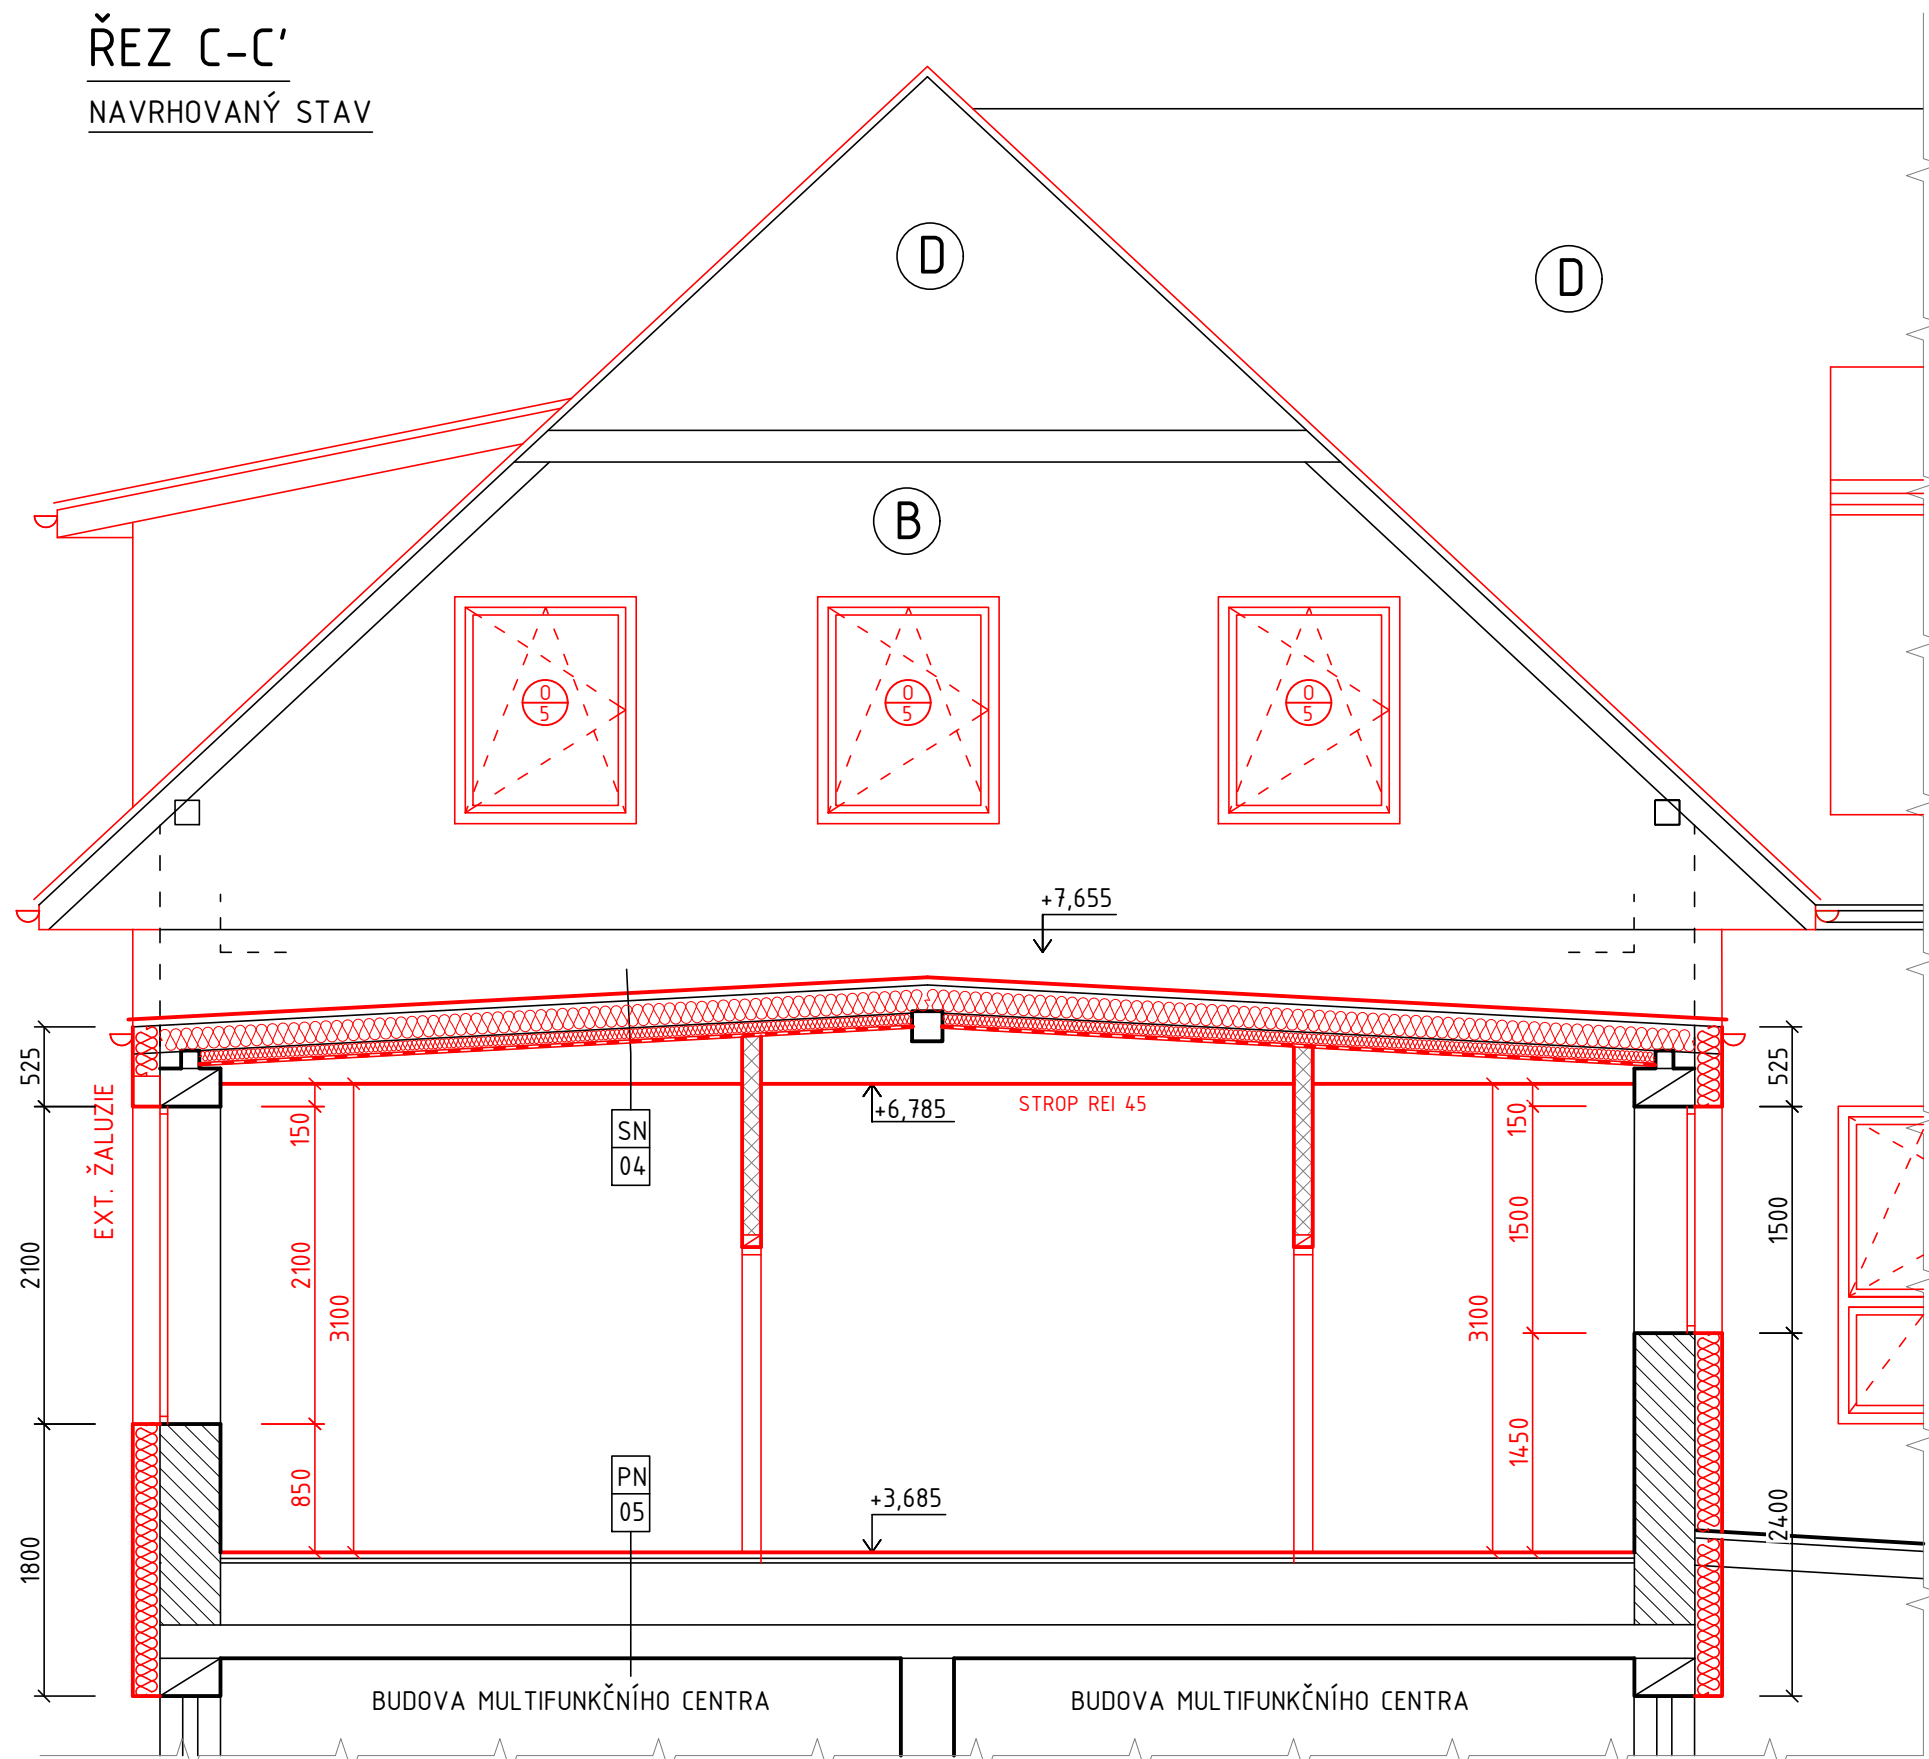 ŘEZ C-C'
NAVRHOVANÝ STAV
D
D
B
0
5
0
5
0
5
+7,655
525
525
EXT. ŽALUZIE
150
+6,785
STROP REI 45
150
SN
04
2100
2100
3100
3100
1500
1500
850
PN
05
+3,685
1450
2400
1800
BUDOVA MULTIFUNKČNÍHO CENTRA
BUDOVA MULTIFUNKČNÍHO CENTRA